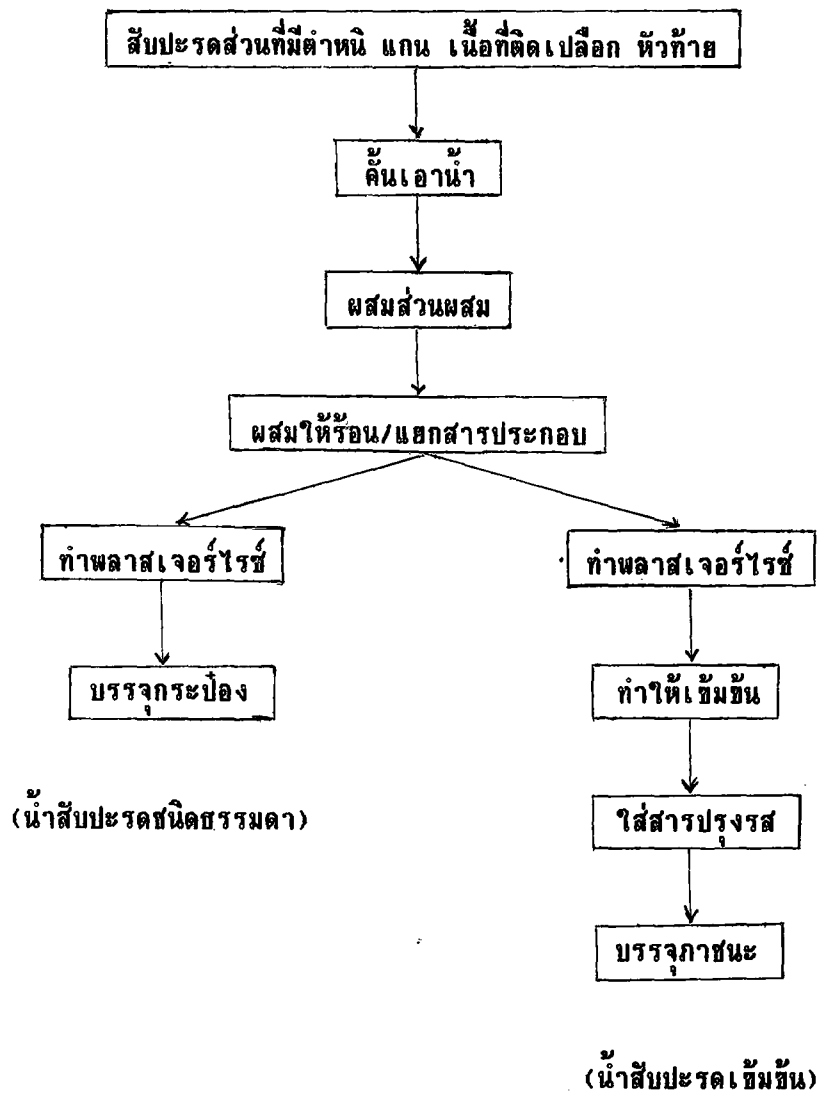 สับปะรดส่วนที่มีตำหนิ แกน เนื้อที่ติดเปลือก หัวท้าย
คั้นเอาน้ำ
ผสมส่วนผสม
ผสมให้ร้อน/แยกสารประกอบ
ทำพลาสเจอร์ไรซ์
ทำพลาสเจอร์ไรซ์
บรรจุกระป๋อง
ทำให้เข้มข้น
(น้ำสับปะรดชนิดธรรมดา)
ใส่สารปรุงรส
บรรจุภาชนะ
(น้ำสับปะรดเข้มข้น)